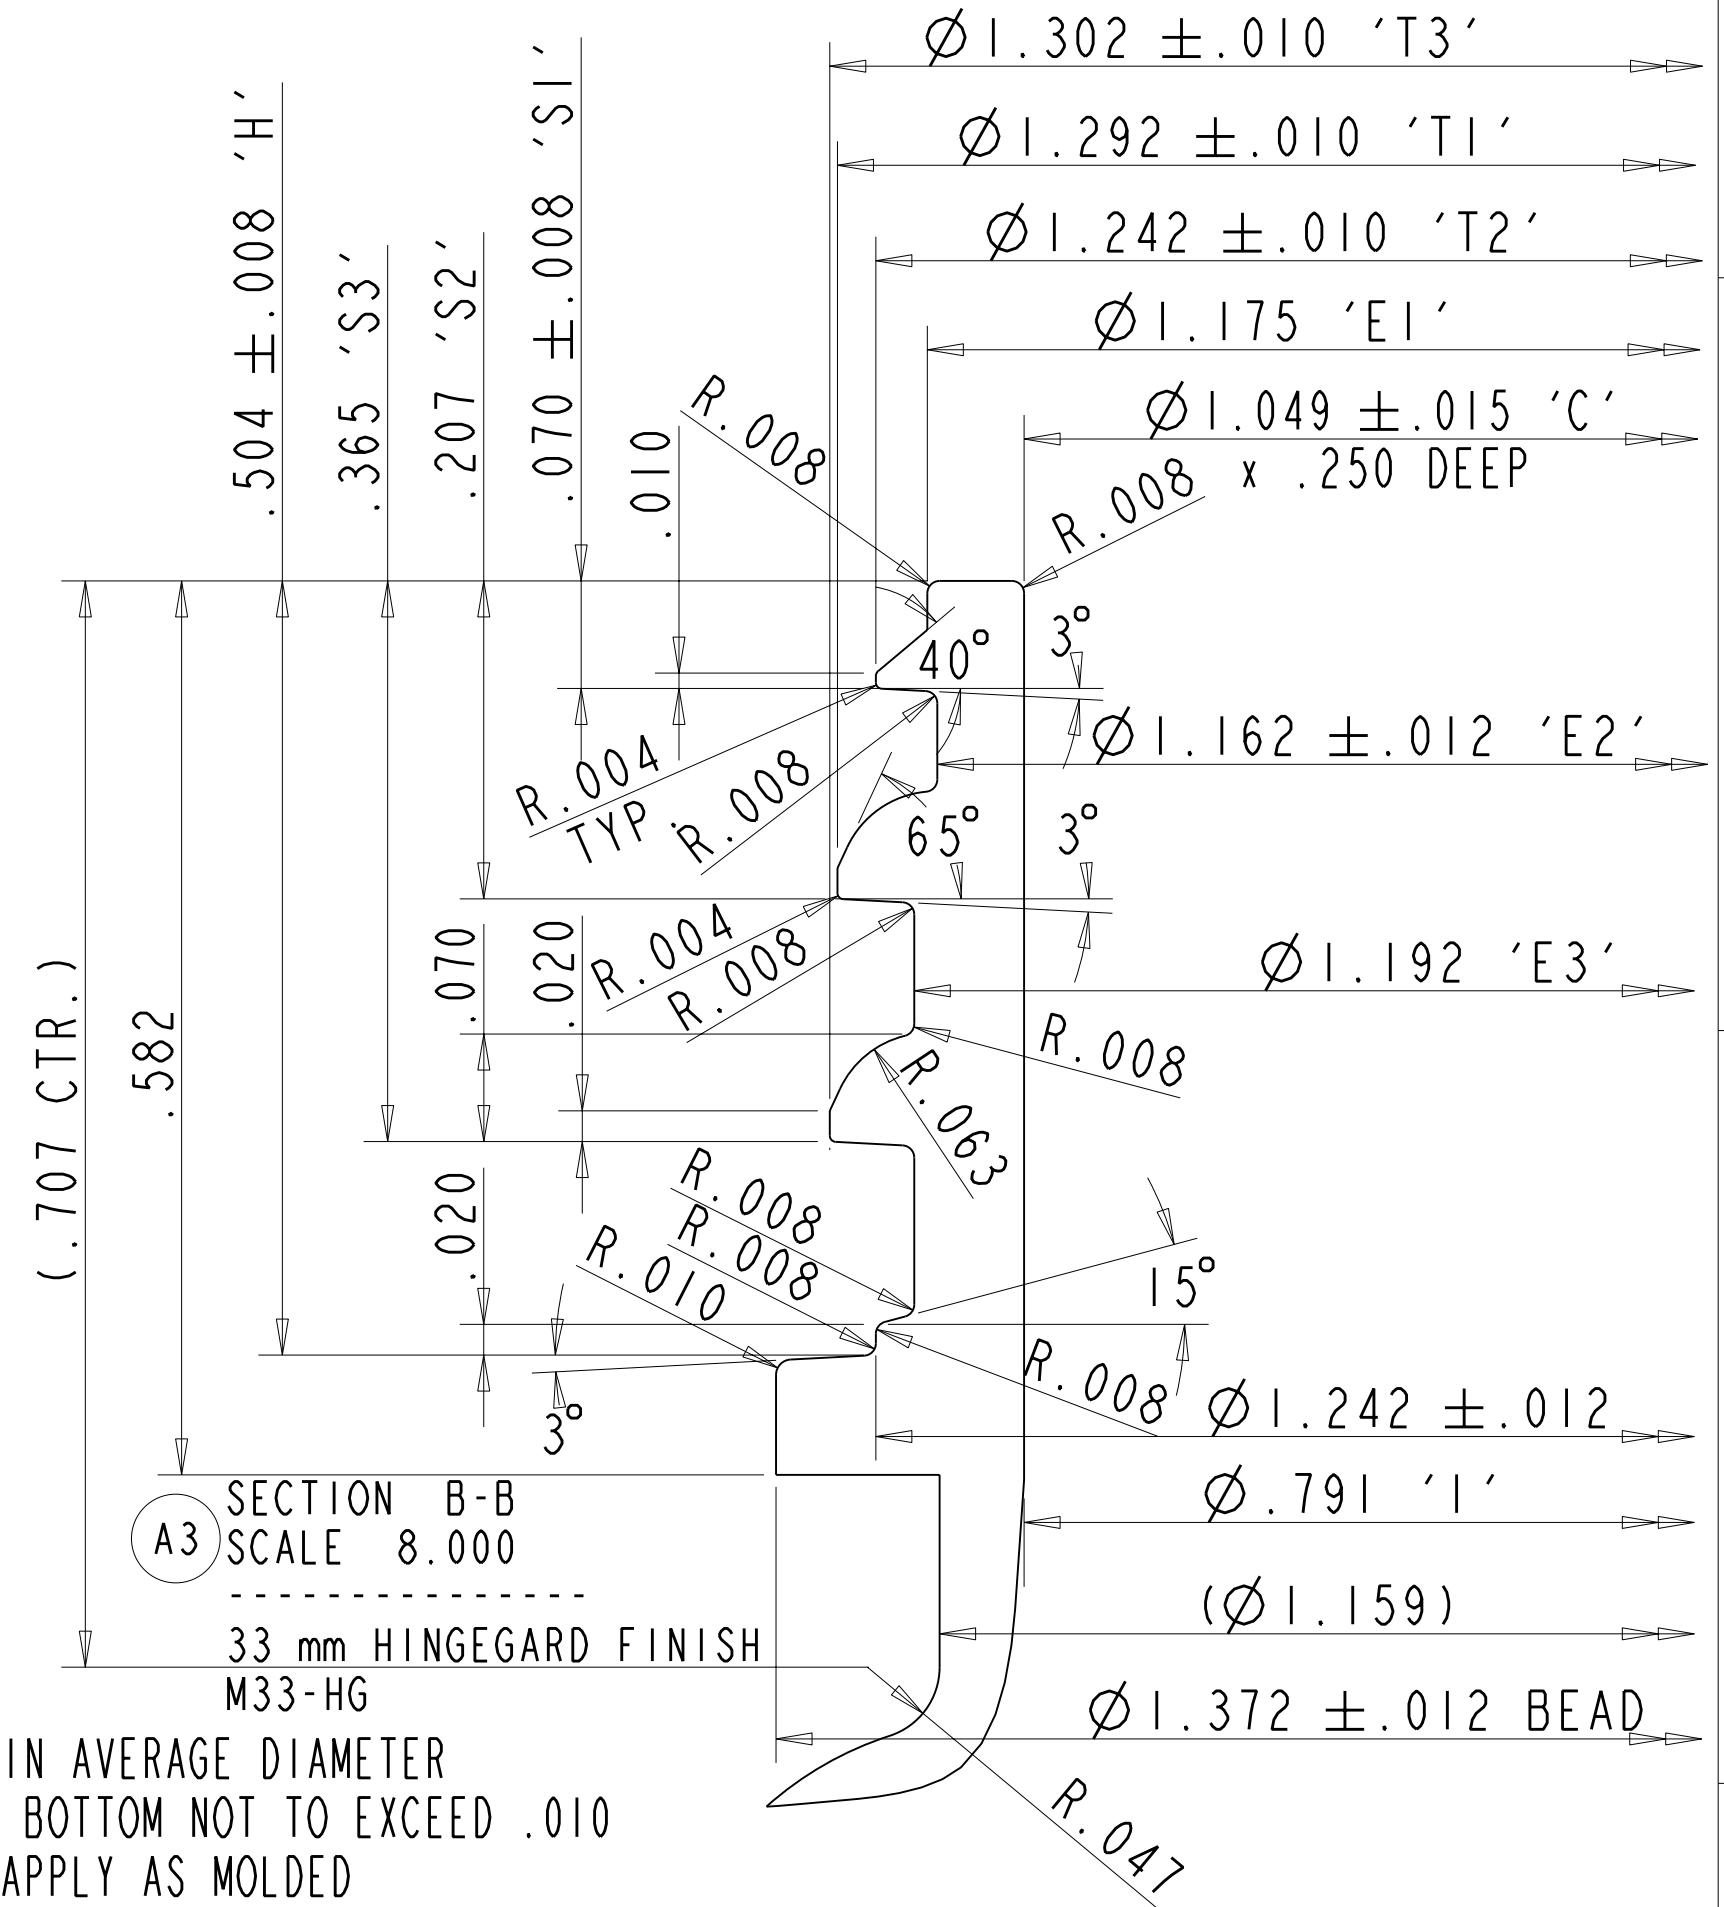 Ø1.302 ±.010 'T3'
Ø1.292 ±.010 'T1'
Ø1.242 ±.010 'T2'
Ø1.175 'E1'
Ø1.049 ±.015 'C'
x .250 DEEP
.504 ±.008 'H'
.365 'S3'
.207 'S2'
.070 ±.008 'S1'
.010
R.008
R.008
40°
3°
Ø1.162 ±.012 'E2'
R.004
TYP.
R.008
65°
3°
R.004
R.008
.070
.020
Ø1.192 'E3'
(.707 CTR.)
.582
R.008
R.063
.020
R.008
R.008
R.010
15°
3°
R.008
Ø1.242 ±.012
Ø.791 'I'
(Ø1.159)
Ø1.372 ±.012 BEAD
R.047
A3
SECTION B-B
SCALE 8.000
---------------
33 mm HINGEGARD FINISH
M33-HG
IN AVERAGE DIAMETER
BOTTOM NOT TO EXCEED .010
APPLY AS MOLDED